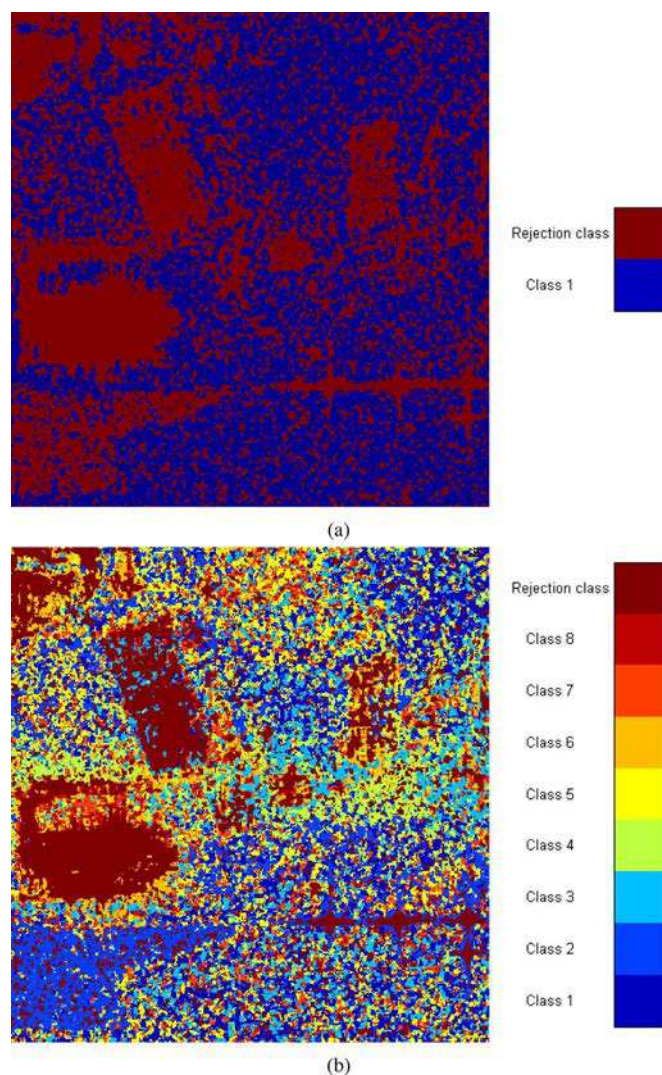 Rejection class
Class 1
(a)
Rejection class
Class 8
Class 7
Class 6
Class 5
Class 4
Class 3
Class 2
Class 1
(b)